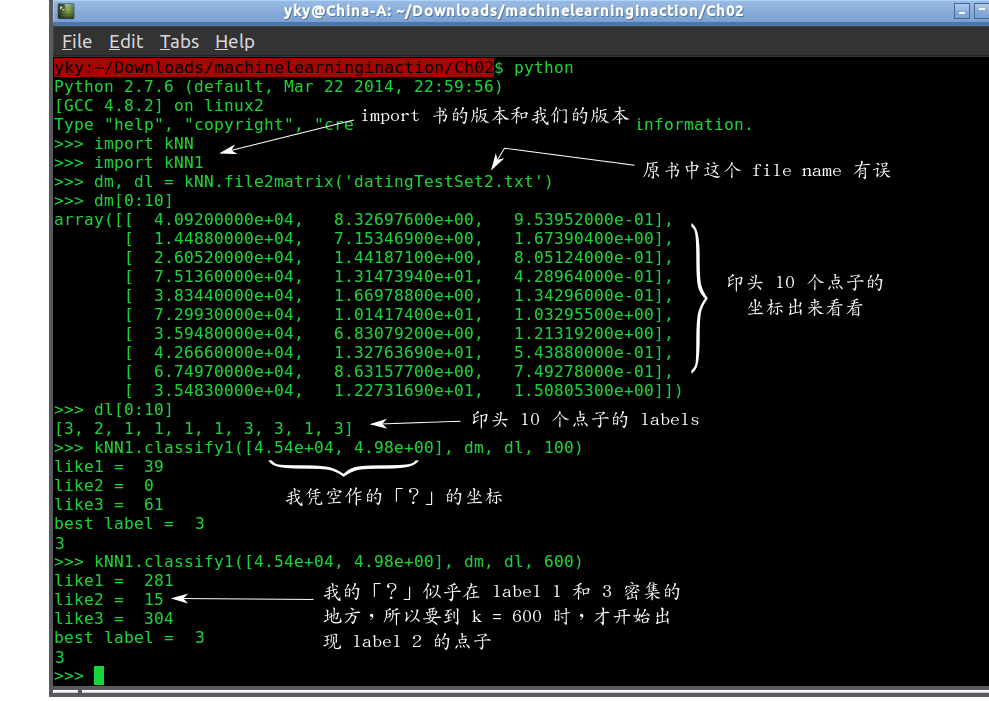 yky@China-A: ~/Downloads/machinelearninginaction/Ch02
File Edit Tabs Help
yky:~/Downloads/machinelearninginaction/Ch02$ python
Python 2.7.6 (default, Mar 22 2014, 22:59:56)
[GCC 4.8.2] on linux2
Type "help", "copyright", "cre
import 书的版本和我们的版本
information.
>>> import kNN
>>> import kNN1
原书中这个 file name 有误
>>> dm, dl = kNN.file2matrix('datingTestSet2.txt')
>>> dm[0:10]
array([[  4.09200000e+04,   8.32697600e+00,   9.53952000e-01],
[  1.44880000e+04,   7.15346900e+00,   1.67390400e+00],
[  2.60520000e+04,   1.44187100e+00,   8.05124000e-01],
[  7.51360000e+04,   1.31473940e+01,   4.28964000e-01],
[  3.83440000e+04,   1.66978800e+00,   1.34296000e-01],
[  7.29930000e+04,   1.01417400e+01,   1.03295500e+00],
[  3.59480000e+04,   6.83079200e+00,   1.21319200e+00],
[  4.26660000e+04,   1.32763690e+01,   5.43880000e-01],
[  6.74970000e+04,   8.63157700e+00,   7.49278000e-01],
[  3.54830000e+04,   1.22731690e+01,   1.50805300e+00]])
印头 10 个点子的
坐标出来看看
>>> dl[0:10]
[3, 2, 1, 1, 1, 1, 3, 3, 1, 3]
印头 10 个点子的 labels
>>> kNN1.classify1([4.54e+04, 4.98e+00], dm, dl, 100)
like1 =  39
like2 =  0
like3 =  61
best label =  3
3
我凭空作的「?」的坐标
>>> kNN1.classify1([4.54e+04, 4.98e+00], dm, dl, 600)
like1 =  281
like2 =  15
like3 =  304
best label =  3
3
我的「?」似乎在 label 1 和 3 密集的
地方，所以要到 k = 600 时，才开始出
现 label 2 的点子
>>>